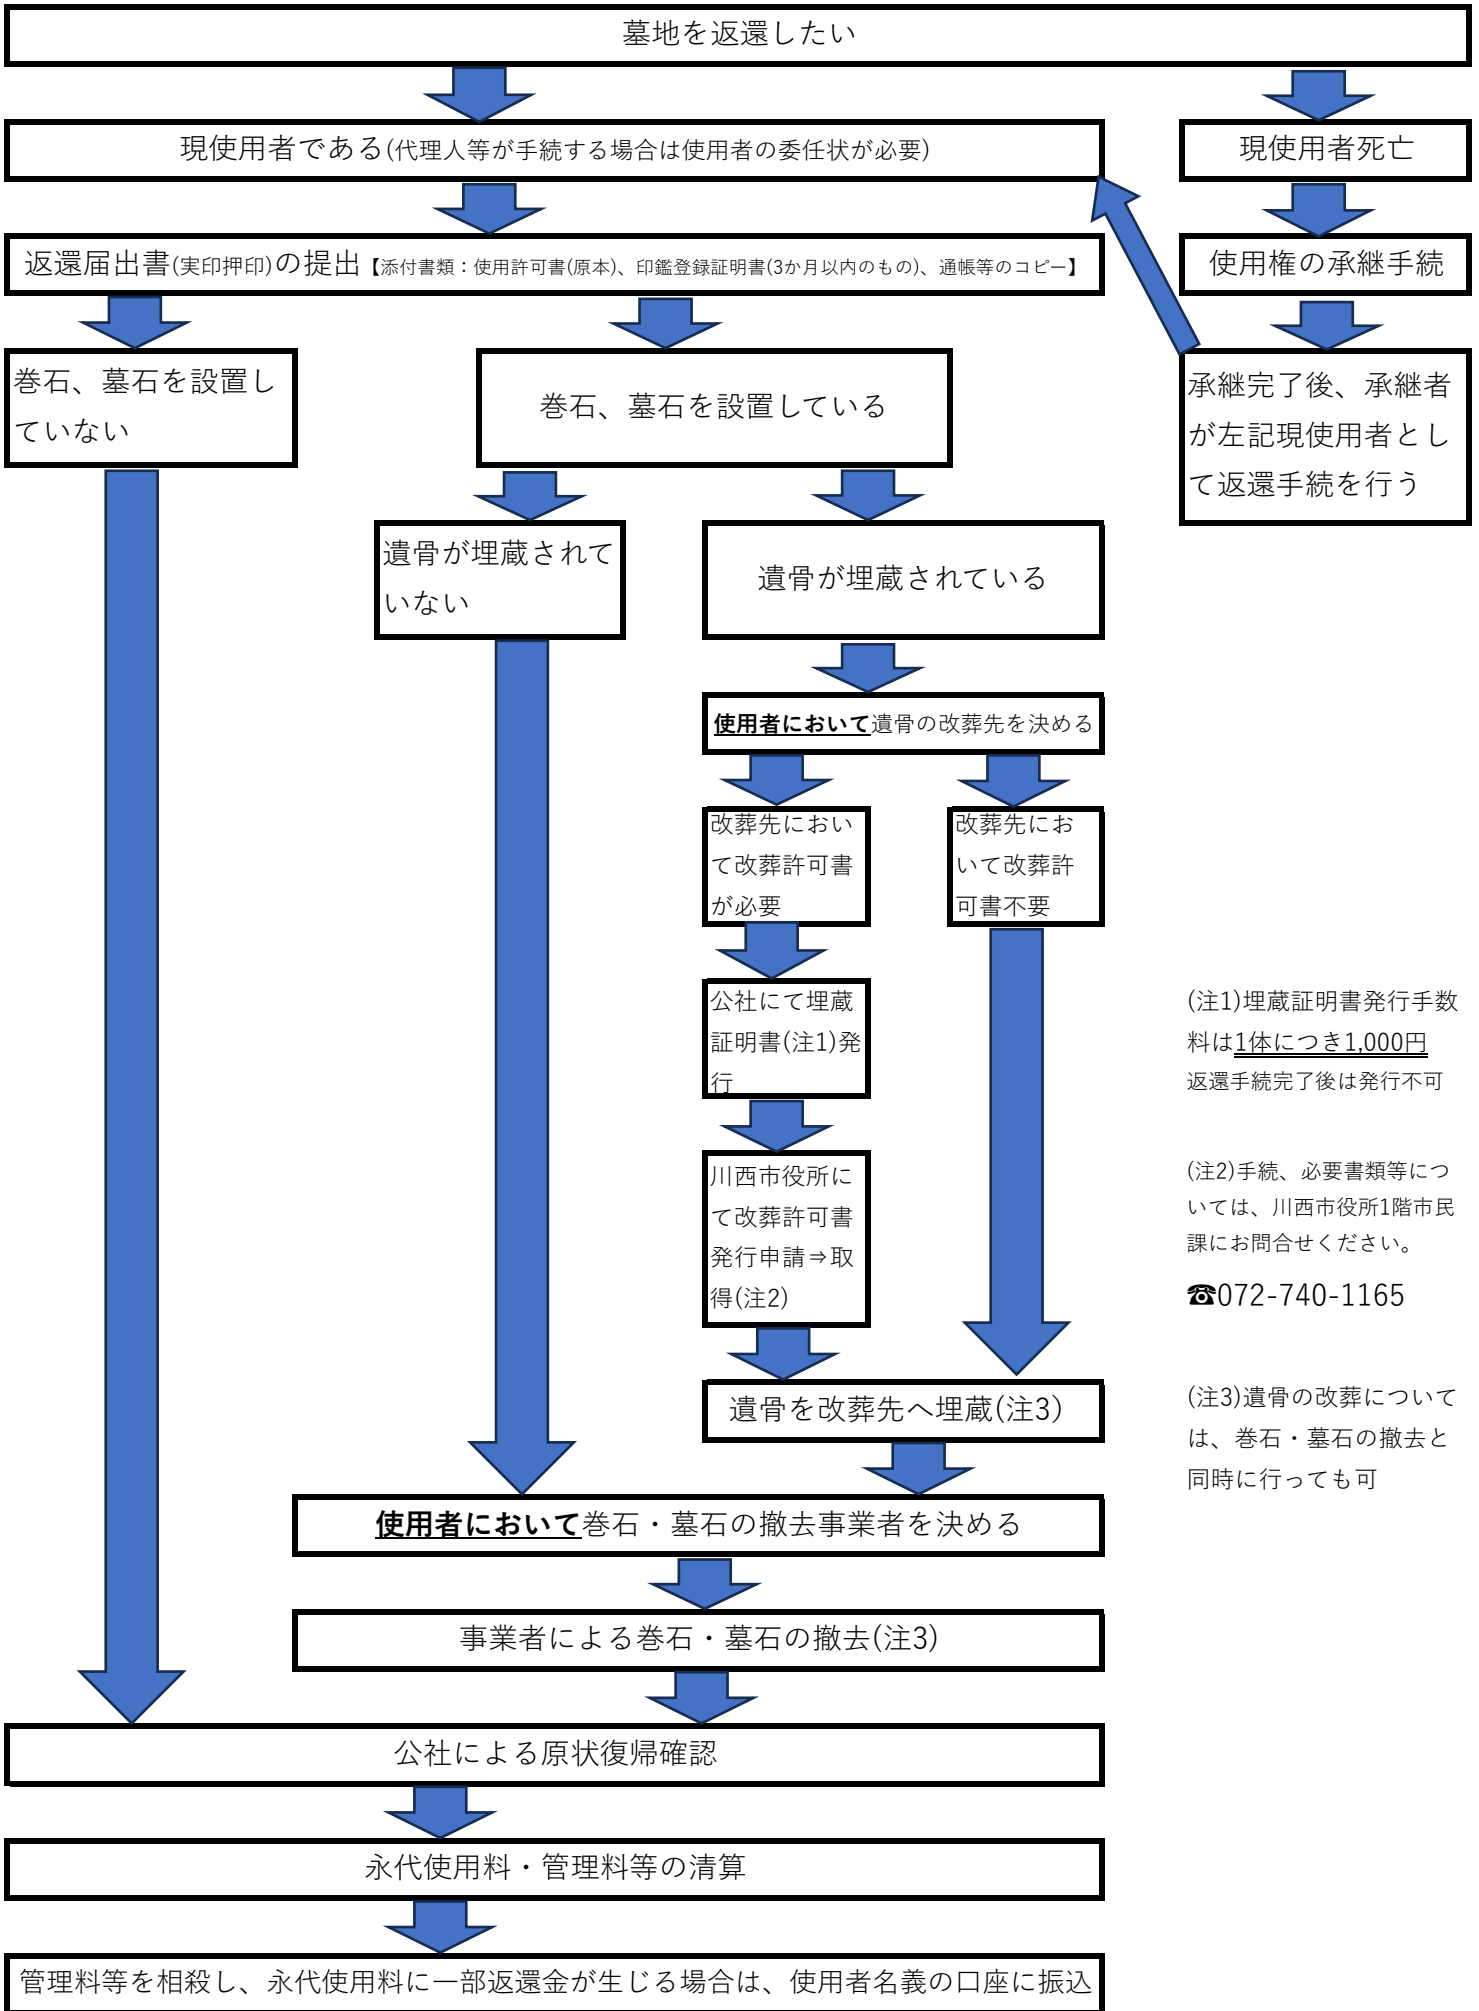 墓地を返還したい
現使用者である(代理人等が手続する場合は使用者の委任状が必要)
現使用者死亡
返還届出書(実印押印)の提出【添付書類：使用許可書(原本)、印鑑登録証明書(3か月以内のもの)、通帳等のコピー】
使用権の承継手続
巻石、墓石を設置し
ていない
巻石、墓石を設置している
承継完了後、承継者
が左記現使用者とし
て返還手続を行う
遺骨が埋蔵されて
いない
遺骨が埋蔵されている
使用者において遺骨の改葬先を決める
改葬先におい
て改葬許可書
が必要
改葬先にお
いて改葬許
可書不要
公社にて埋蔵
証明書(注1)発
行
川西市役所に
て改葬許可書
発行申請⇒取
得(注2)
(注1)埋蔵証明書発行手数
料は1体につき1,000円
返還手続完了後は発行不可
(注2)手続、必要書類等につ
いては、川西市役所1階市民
課にお問合せください。
☎072-740-1165
(注3)遺骨の改葬について
は、巻石・墓石の撤去と
同時に行っても可
遺骨を改葬先へ埋蔵(注3)
使用者において巻石・墓石の撤去事業者を決める
事業者による巻石・墓石の撤去(注3)
公社による原状復帰確認
永代使用料・管理料等の清算
管理料等を相殺し、永代使用料に一部返還金が生じる場合は、使用者名義の口座に振込